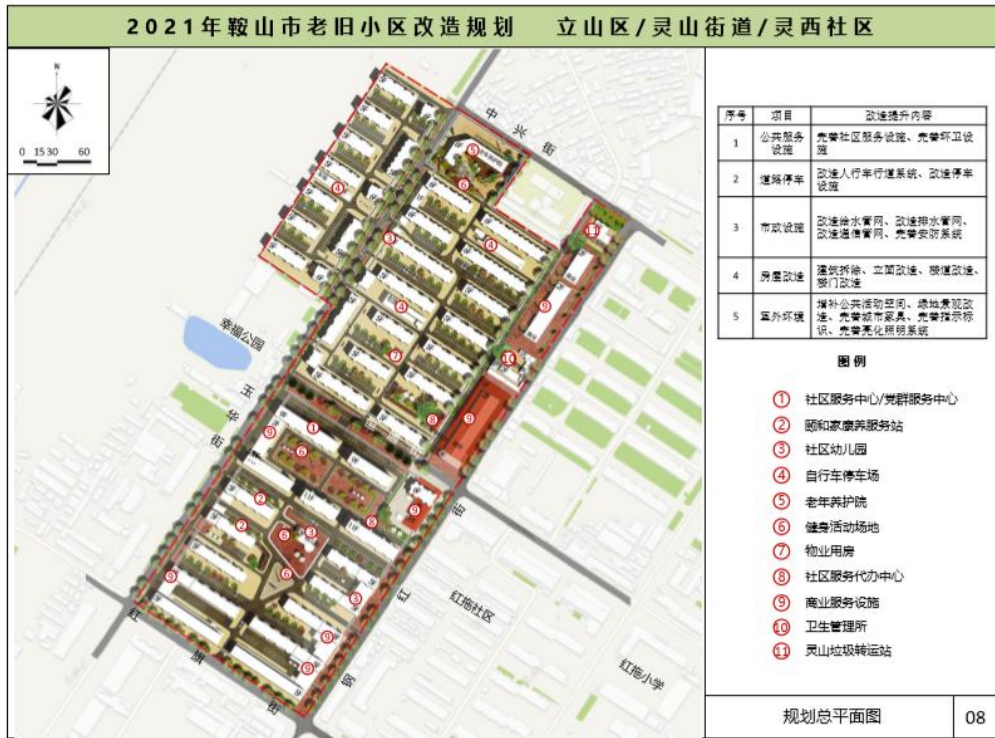 2021年鞍山市老旧小区改造规划 立山区/灵山街道/灵西社区
N
0 15 30 60
中兴街
老年养护院
幸福公园
玉华街
红旗街
红钢街
红拖社区
红拖小学
序号 项目 改造提升内容
1 公共服务设施 完善社区服务设施、完善环卫设施
2 道路停车 改造人行车行道系统、改造停车设施
3 市政设施 改造给水管网、改造排水管网、改造通信管网、完善安防系统
4 房屋改造 建筑拆除、立面改造、楼道改造、楼门改造
5 室外环境 增补公共活动空间、绿地景观改造、完善城市家具、完善指示标识、完善亮化照明系统
图例
① 社区服务中心/党群服务中心
② 颐和家康养服务站
③ 社区幼儿园
④ 自行车停车场
⑤ 老年养护院
⑥ 健身活动场地
⑦ 物业用房
⑧ 社区服务代办中心
⑨ 商业服务设施
⑩ 卫生管理所
⑪ 灵山垃圾转运站
规划总平面图 08